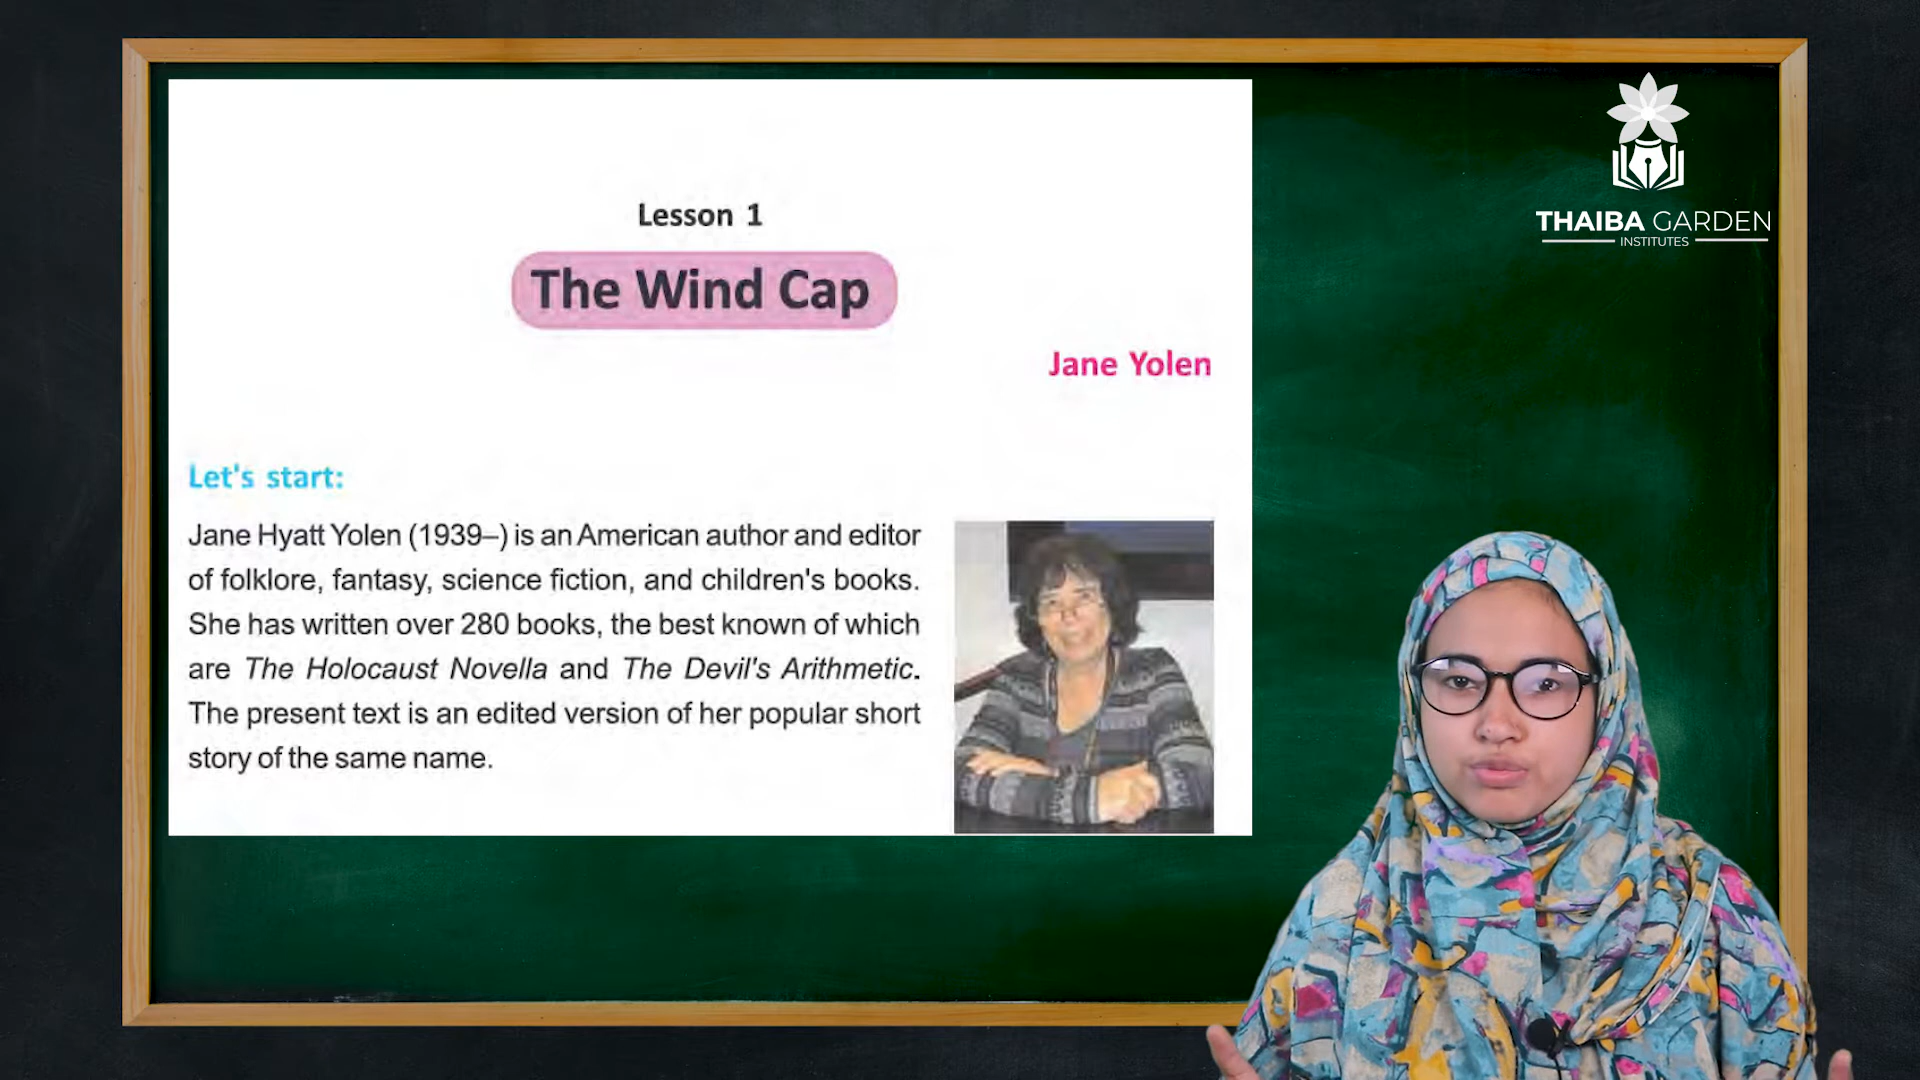 Lesson 1
The Wind Cap
Jane Yolen
Let's start:
Jane Hyatt Yolen (1939–) is an American author and editor
of folklore, fantasy, science fiction, and children's books.
She has written over 280 books, the best known of which
are The Holocaust Novella and The Devil's Arithmetic.
The present text is an edited version of her popular short
story of the same name.
THAIBA GARDEN
INSTITUTES